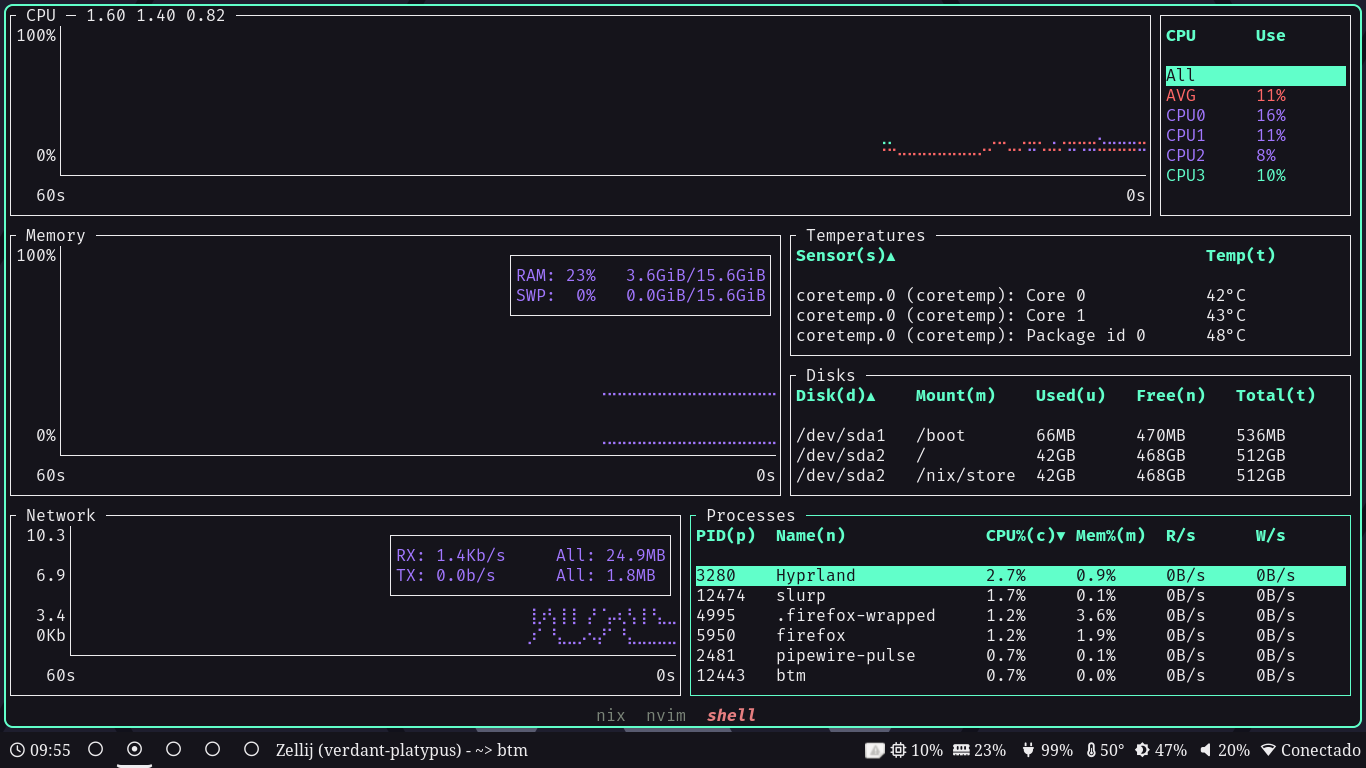 CPU — 1.60 1.40 0.82
100%
0%
60s 0s
CPU Use
All
AVG 11%
CPU0 16%
CPU1 11%
CPU2 8%
CPU3 10%
Memory
100%
RAM: 23% 3.6GiB/15.6GiB
SWP: 0% 0.0GiB/15.6GiB
0%
60s 0s
Temperatures
Sensor(s)▲ Temp(t)
coretemp.0 (coretemp): Core 0 42°C
coretemp.0 (coretemp): Core 1 43°C
coretemp.0 (coretemp): Package id 0 48°C
Disks
Disk(d)▲ Mount(m) Used(u) Free(n) Total(t)
/dev/sda1 /boot 66MB 470MB 536MB
/dev/sda2 / 42GB 468GB 512GB
/dev/sda2 /nix/store 42GB 468GB 512GB
Network
10.3
RX: 1.4Kb/s All: 24.9MB
6.9 TX: 0.0b/s All: 1.8MB
3.4
0Kb
60s 0s
Processes
PID(p) Name(n) CPU%(c)▼ Mem%(m) R/s W/s
3280 Hyprland 2.7% 0.9% 0B/s 0B/s
12474 slurp 1.7% 0.1% 0B/s 0B/s
4995 .firefox-wrapped 1.2% 3.6% 0B/s 0B/s
5950 firefox 1.2% 1.9% 0B/s 0B/s
2481 pipewire-pulse 0.7% 0.1% 0B/s 0B/s
12443 btm 0.7% 0.0% 0B/s 0B/s
nix nvim shell
09:55 Zellij (verdant-platypus) - ~> btm 10% 23% 99% 50° 47% 20% Conectado